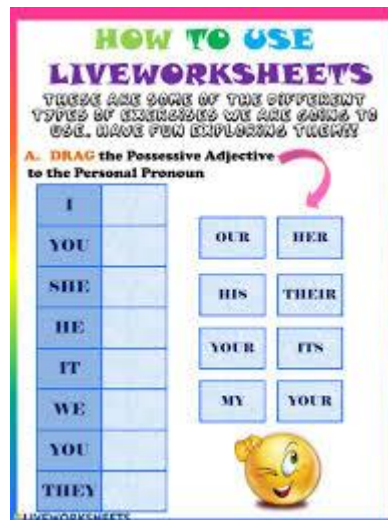 HOW TO USE
LIVEWORKSHEETS
THESE ARE SOME OF THE DIFFERENT
TYPES OF EXERCISES WE ARE GOING TO
USE. HAVE FUN EXPLORING THEM!!
A. DRAG the Possessive Adjective
to the Personal Pronoun
I
YOU
SHE
HE
IT
WE
YOU
THEY
OUR HER
HIS THEIR
YOUR ITS
MY YOUR
LIVEWORKSHEETS